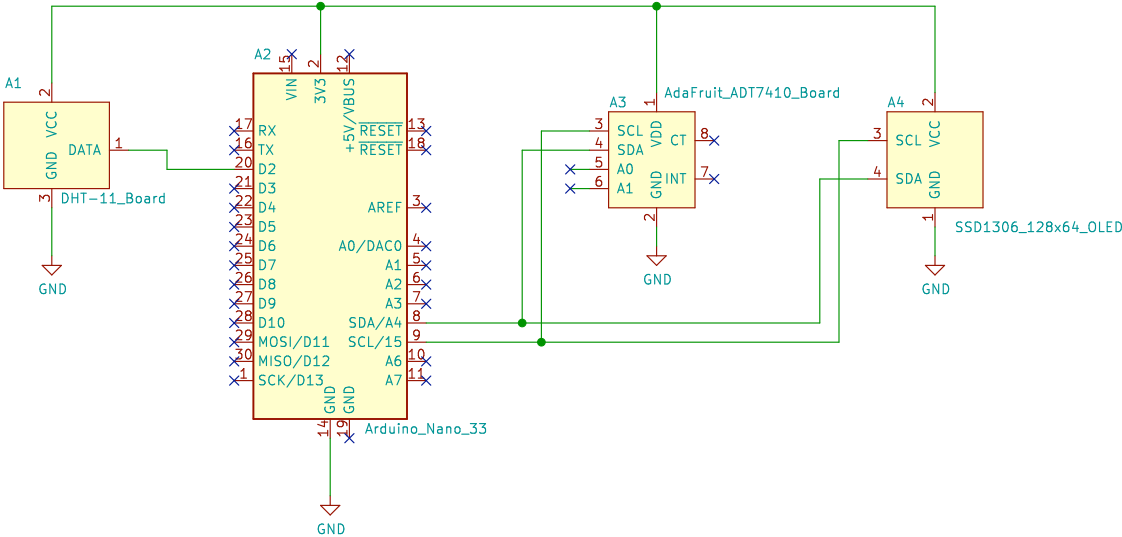 A1
2
VCC
DATA
1
GND
3
DHT-11_Board
GND
A2
15
VIN
2
3V3
12
+5V/VBUS
17
RX
16
TX
20
D2
21
D3
22
D4
23
D5
24
D6
25
D7
26
D8
27
D9
28
D10
29
MOSI/D11
30
MISO/D12
1
SCK/D13
RESET
13
RESET
18
AREF
3
A0/DAC0
4
A1
5
A2
6
A3
7
SDA/A4
8
SCL/15
9
A6
10
A7
11
GND
14
GND
19
Arduino_Nano_33
GND
A3
AdaFruit_ADT7410_Board
1
VDD
3
SCL
4
SDA
5
A0
6
A1
CT
8
INT
7
GND
2
GND
A4
2
VCC
3
SCL
4
SDA
GND
1
SSD1306_128x64_OLED
GND